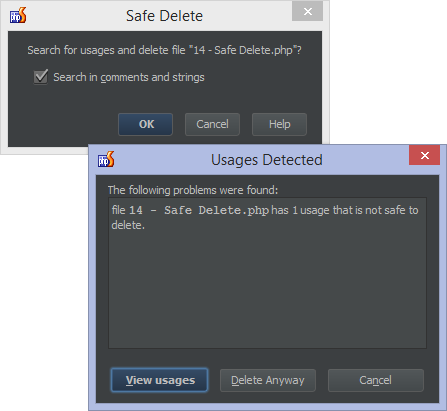 Safe Delete
Search for usages and delete file "14 - Safe Delete.php"?
Search in comments and strings
OK Cancel Help
Usages Detected
The following problems were found:
file 14 - Safe Delete.php has 1 usage that is not safe to
delete.
View usages Delete Anyway Cancel